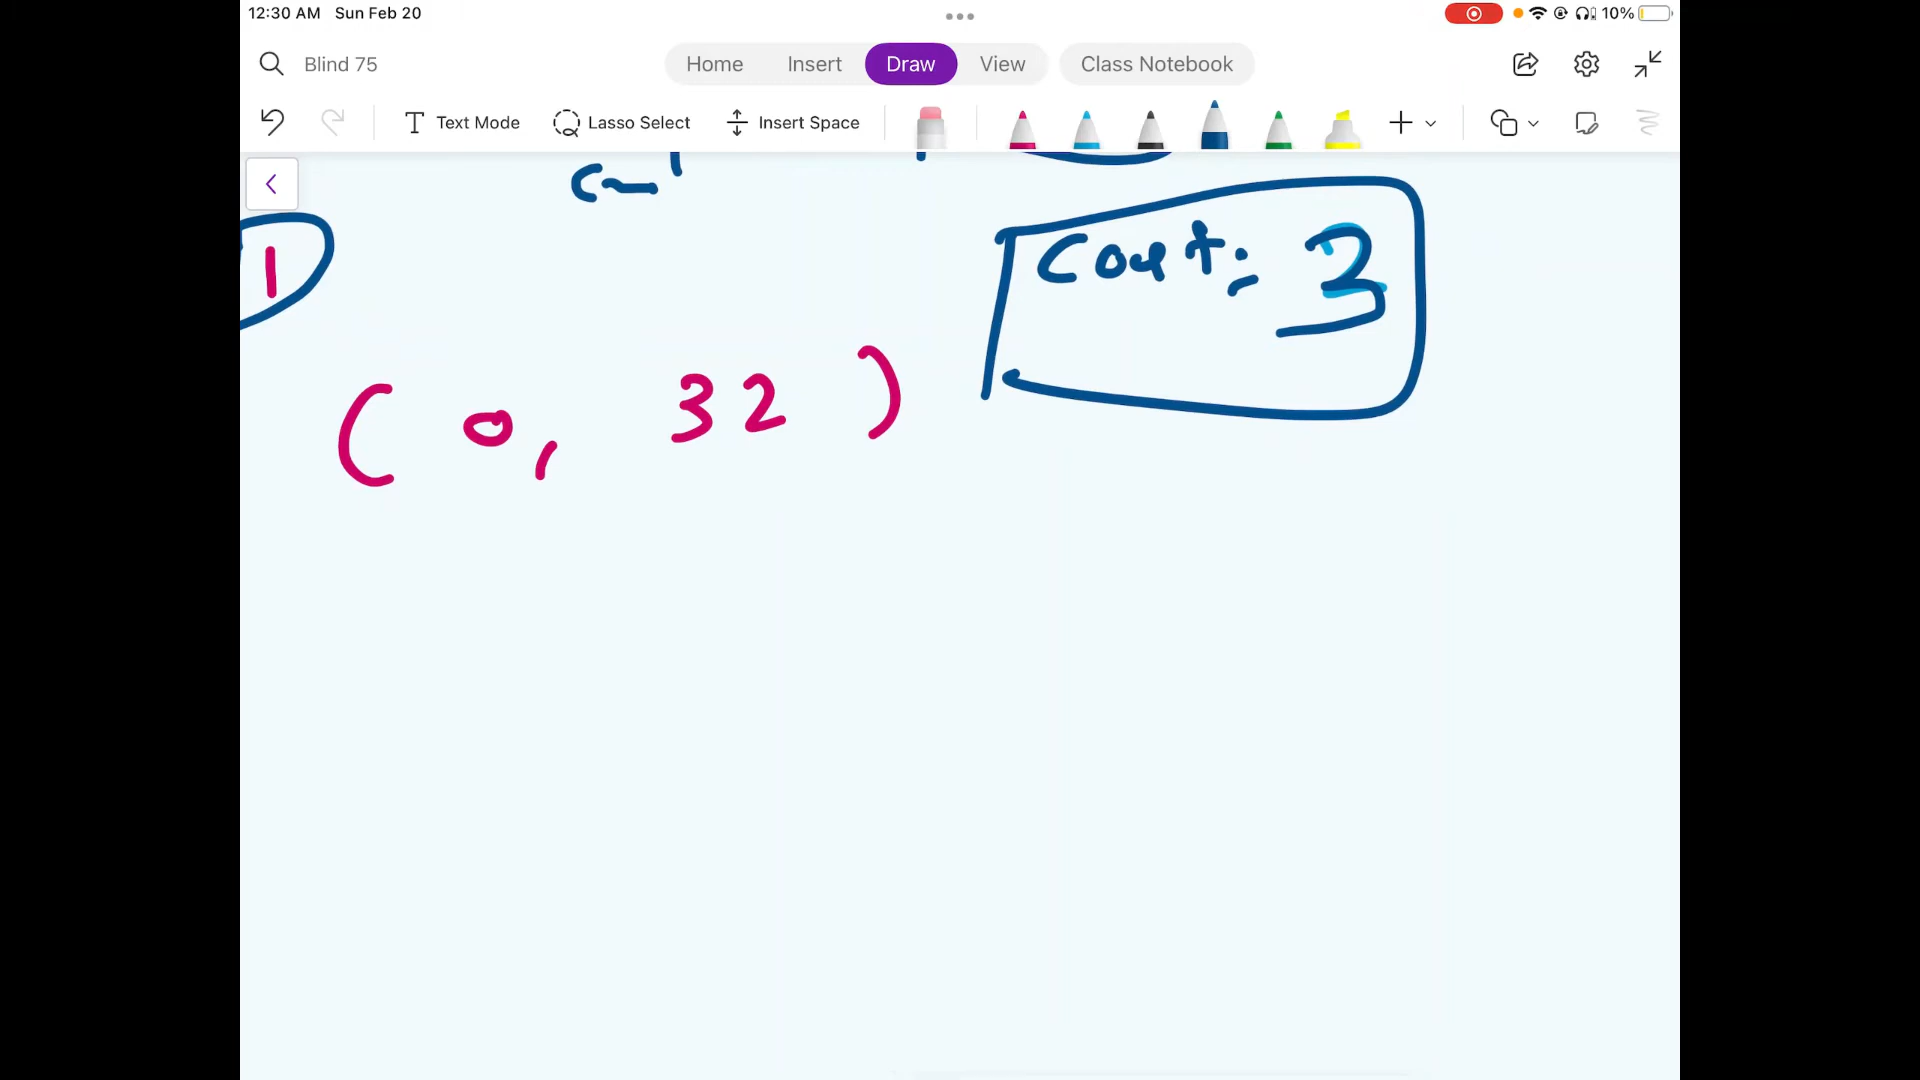 12:30 AM Sun Feb 20
10%
Blind 75
Home Insert Draw View Class Notebook
T Text Mode Lasso Select Insert Space
1
Count: 3
( 0, 32 )